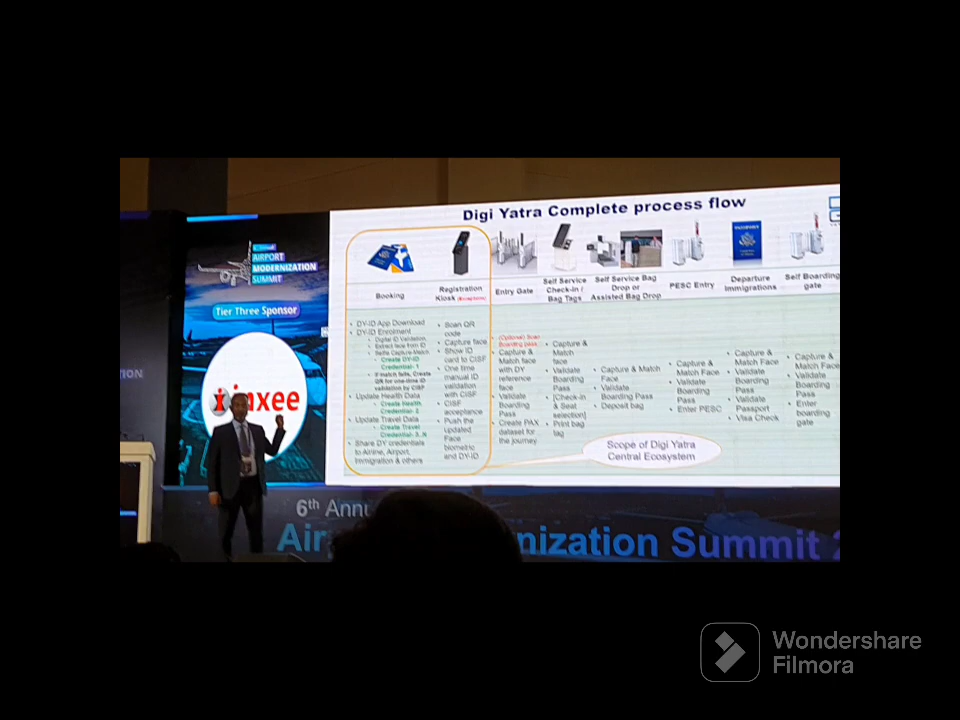 Digi Yatra Complete process flow
AIRPORT
MODERNIZATION
SUMMIT
Tier Three Sponsor
inxee
Booking
• DY-ID App Download
• DY-ID Enrolment
• Digital ID Validation,
• Extract face from ID
• Selfie Capture-Match
• Create DY-ID
Credential- 1
• If match fails, Create
QR for one-time ID
validation by CISF
• Update Health Data
• Create Health
Credential- 2
• Update Travel Data
• Create Travel
Credential- 3..N
• Share DY credentials
to Airline, Airport,
Immigration & others
Registration
Kiosk
• Scan QR
code
• Capture face
• Show ID
card to CISF
• One time
manual ID
validation
with CISF
• CISF
acceptance
• Push the
updated
Face
biometric
and DY-ID
Entry Gate
(Optional) Scan
Boarding pass
• Capture &
Match face
with DY
reference
face
• Validate
Boarding
Pass
• Create PAX
dataset for
the journey
Self Service
Check-in /
Bag Tags
• Capture &
Match
face
• Validate
Boarding
Pass
• [Check-in
& Seat
selection]
• Print bag
tag
Self Service Bag
Drop or
Assisted Bag Drop
• Capture & Match
Face
• Validate
Boarding Pass
• Deposit bag
PESC Entry
• Capture &
Match Face
• Validate
Boarding
Pass
• Enter PESC
Departure
Immigrations
• Capture &
Match Face
• Validate
Boarding
Pass
• Validate
Passport
• Visa Check
Self Boarding
gate
• Capture &
Match Face
• Validate
Boarding
Pass
• Enter
boarding
gate
Scope of Digi Yatra
Central Ecosystem
6th Annu
Air nization Summit 2
Wondershare
Filmora